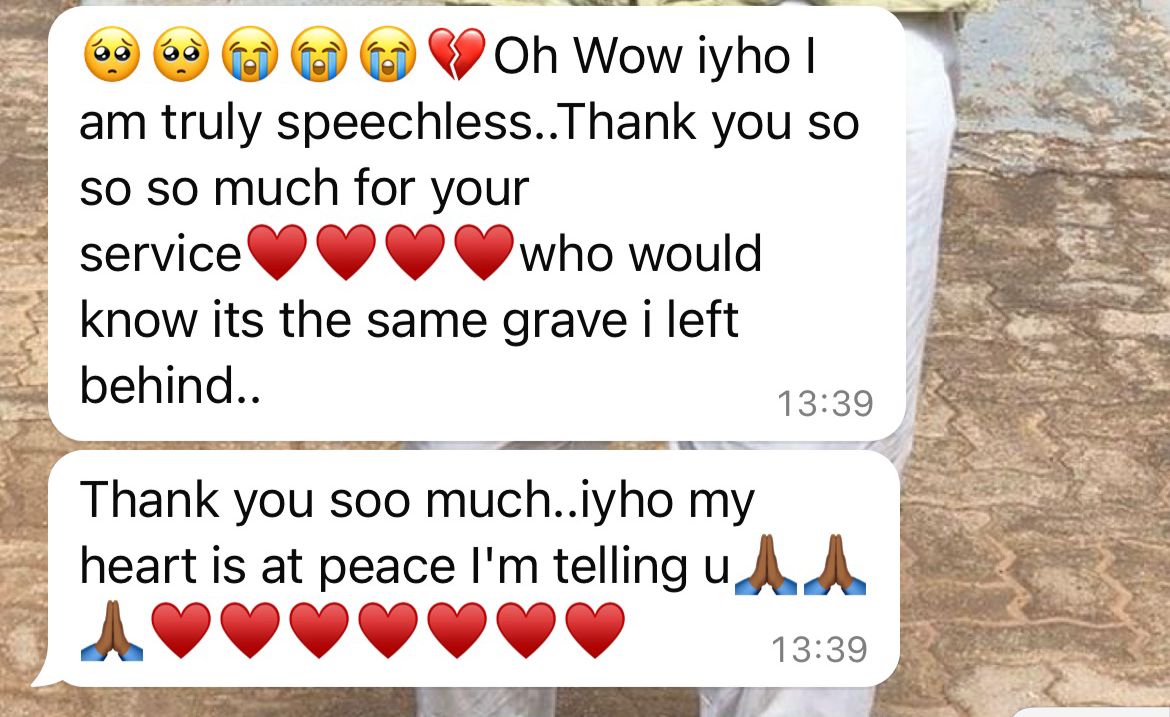 🥺🥺😭😭😭💔Oh Wow iyho I
am truly speechless..Thank you so
so so much for your
service♥️♥️♥️♥️who would
know its the same grave i left
behind..
13:39
Thank you soo much..iyho my
heart is at peace I'm telling u🙏🏾🙏🏾
🙏🏾♥️♥️♥️♥️♥️♥️♥️
13:39